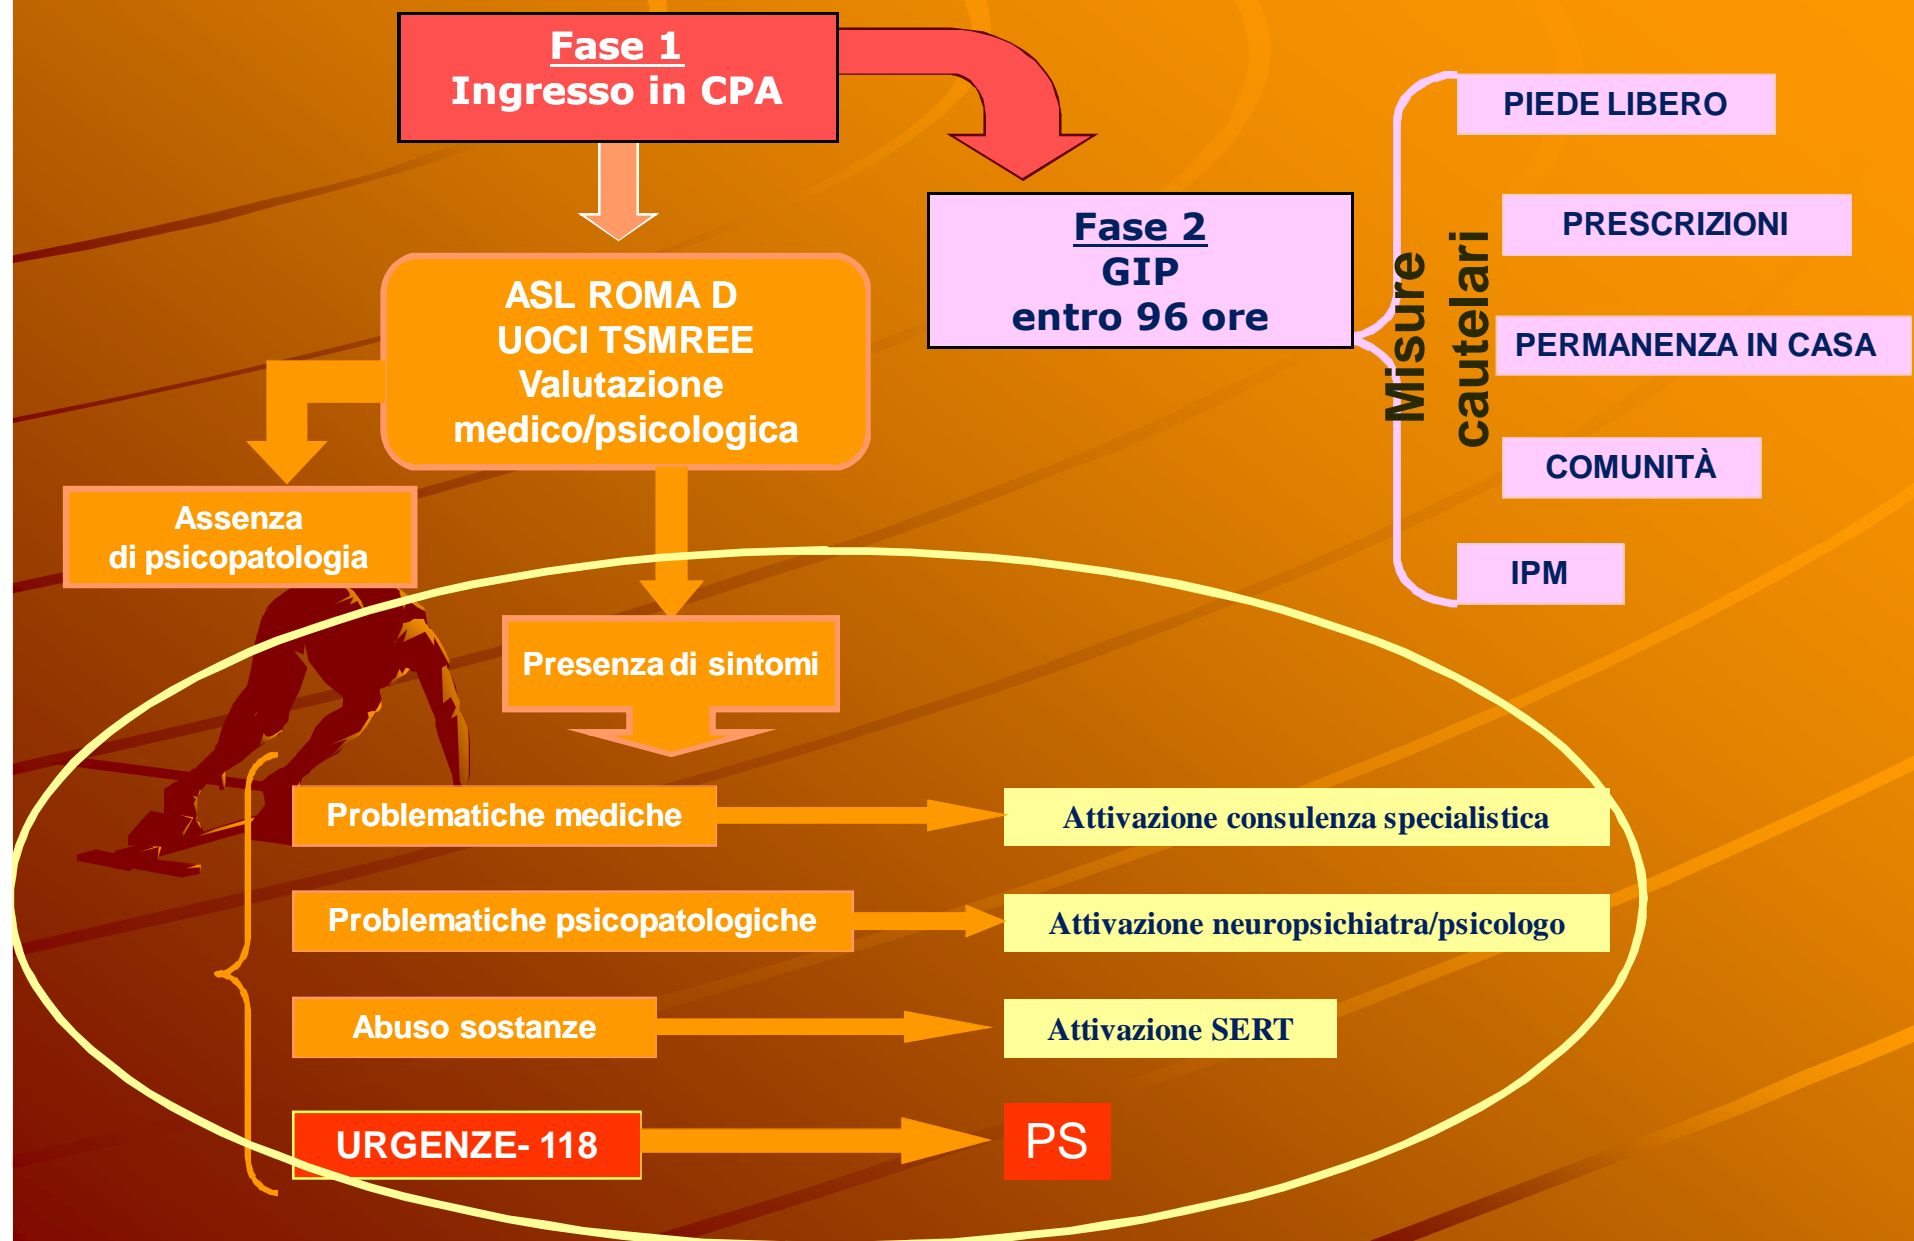 Fase 1
Ingresso in CPA
Fase 2
GIP
entro 96 ore
Misure
cautelari
PIEDE LIBERO
PRESCRIZIONI
PERMANENZA IN CASA
COMUNITÀ
IPM
ASL ROMA D
UOCI TSMREE
Valutazione
medico/psicologica
Assenza
di psicopatologia
Presenza di sintomi
Problematiche mediche
Attivazione consulenza specialistica
Problematiche psicopatologiche
Attivazione neuropsichiatra/psicologo
Abuso sostanze
Attivazione SERT
URGENZE- 118
PS